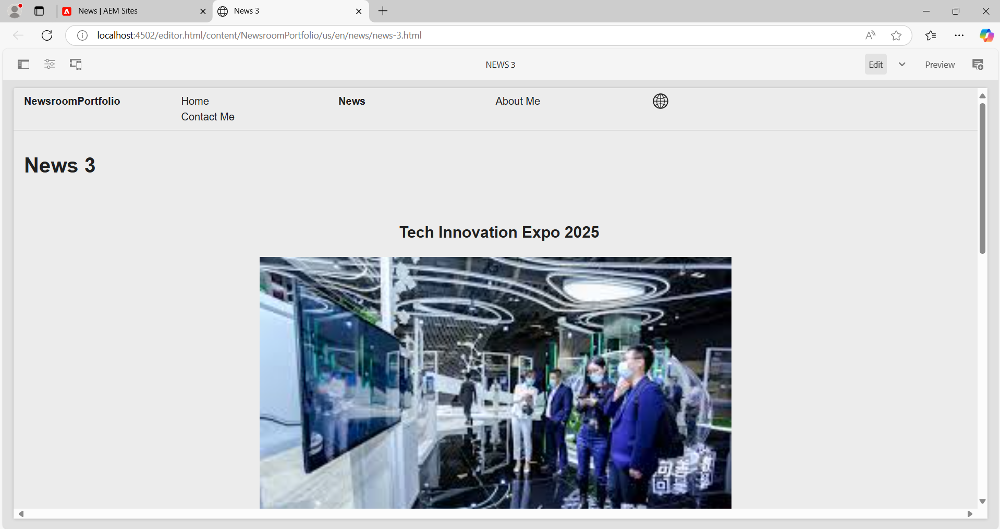 News | AEM Sites
News 3
localhost:4502/editor.html/content/NewsroomPortfolio/us/en/news/news-3.html
NEWS 3
Edit
Preview
NewsroomPortfolio
Home
News
About Me
Contact Me
News 3
Tech Innovation Expo 2025